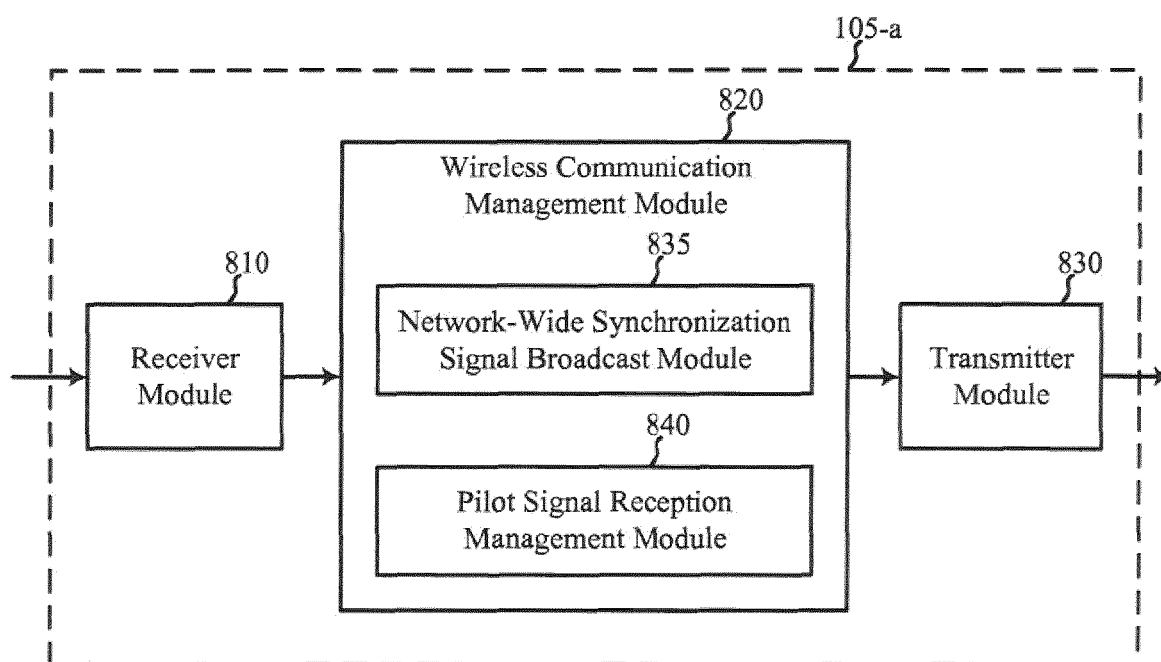 105-a
820
Wireless Communication
Management Module
835
Network-Wide Synchronization
Signal Broadcast Module
810
Receiver
Module
830
Transmitter
Module
840
Pilot Signal Reception
Management Module